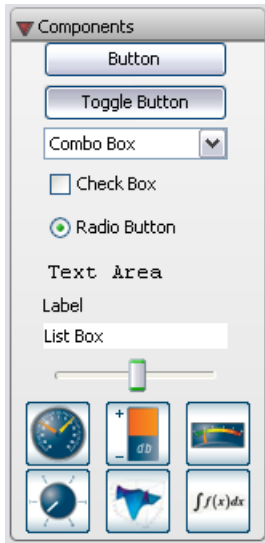 Components
Button
Toggle Button
Combo Box
Check Box
Radio Button
Text Area
Label
List Box
+
− db
∫f(x)dx